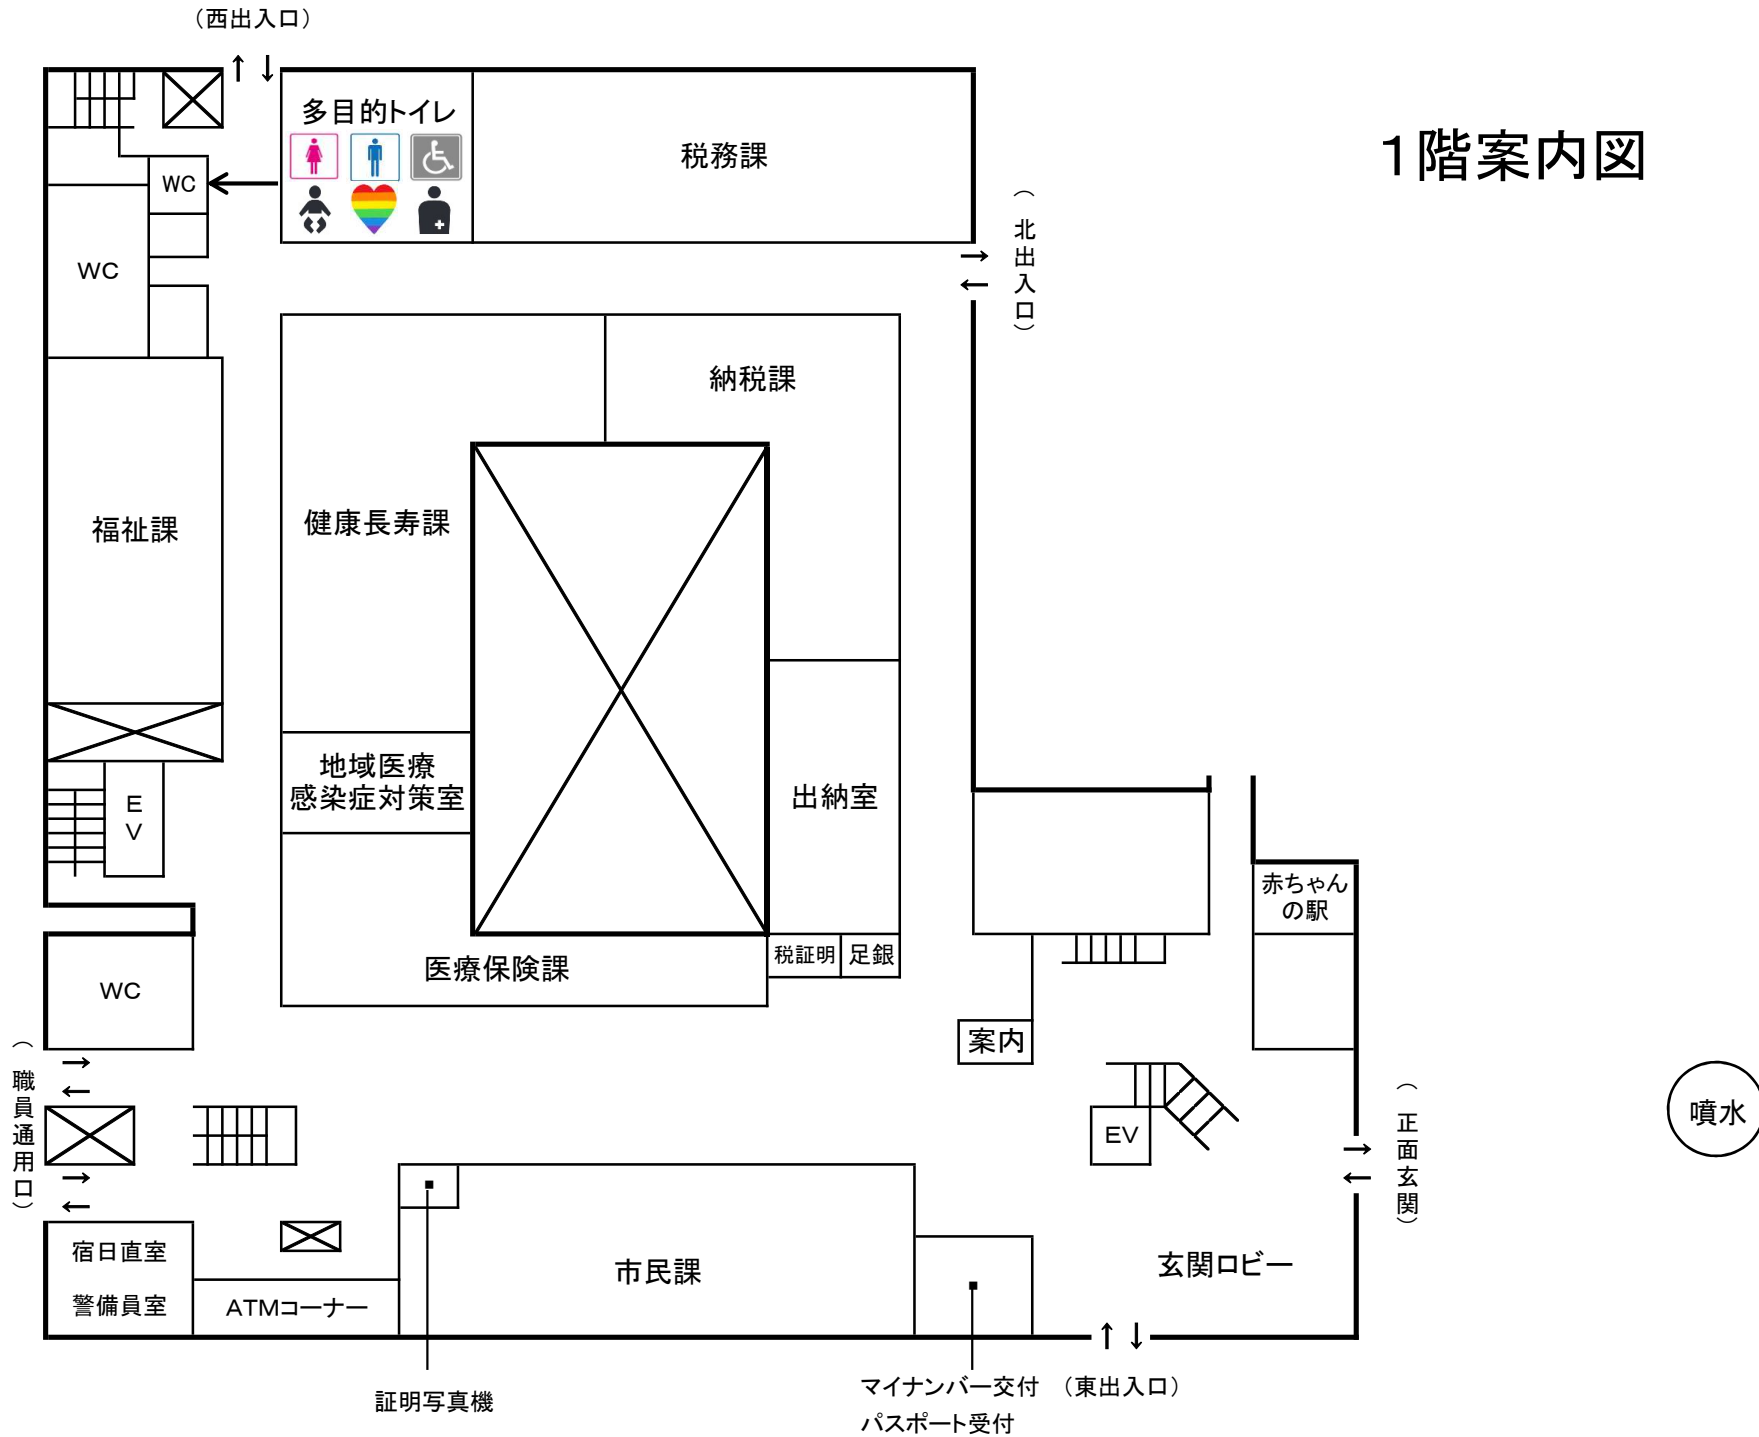 （西出入口）
1階案内図
多目的トイレ
税務課
WC
（北出入口）
WC
納税課
福祉課
健康長寿課
地域医療
感染症対策室
EV
出納室
赤ちゃん
の駅
税証明
足銀
医療保険課
WC
案内
（職員通用口）
EV
（正面玄関）
噴水
宿日直室
警備員室
ATMコーナー
市民課
玄関ロビー
証明写真機
マイナンバー交付
パスポート受付
（東出入口）